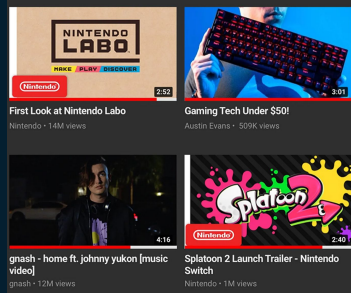 NINTENDO
LABO
MAKE PLAY DISCOVER
Nintendo
2:52
3:01
First Look at Nintendo Labo
Nintendo • 14M views
Gaming Tech Under $50!
Austin Evans • 509K views
4:16
Splatoon 2
Nintendo
2:40
gnash - home ft. johnny yukon [music
video]
gnash • 12M views
Splatoon 2 Launch Trailer - Nintendo
Switch
Nintendo • 1M views